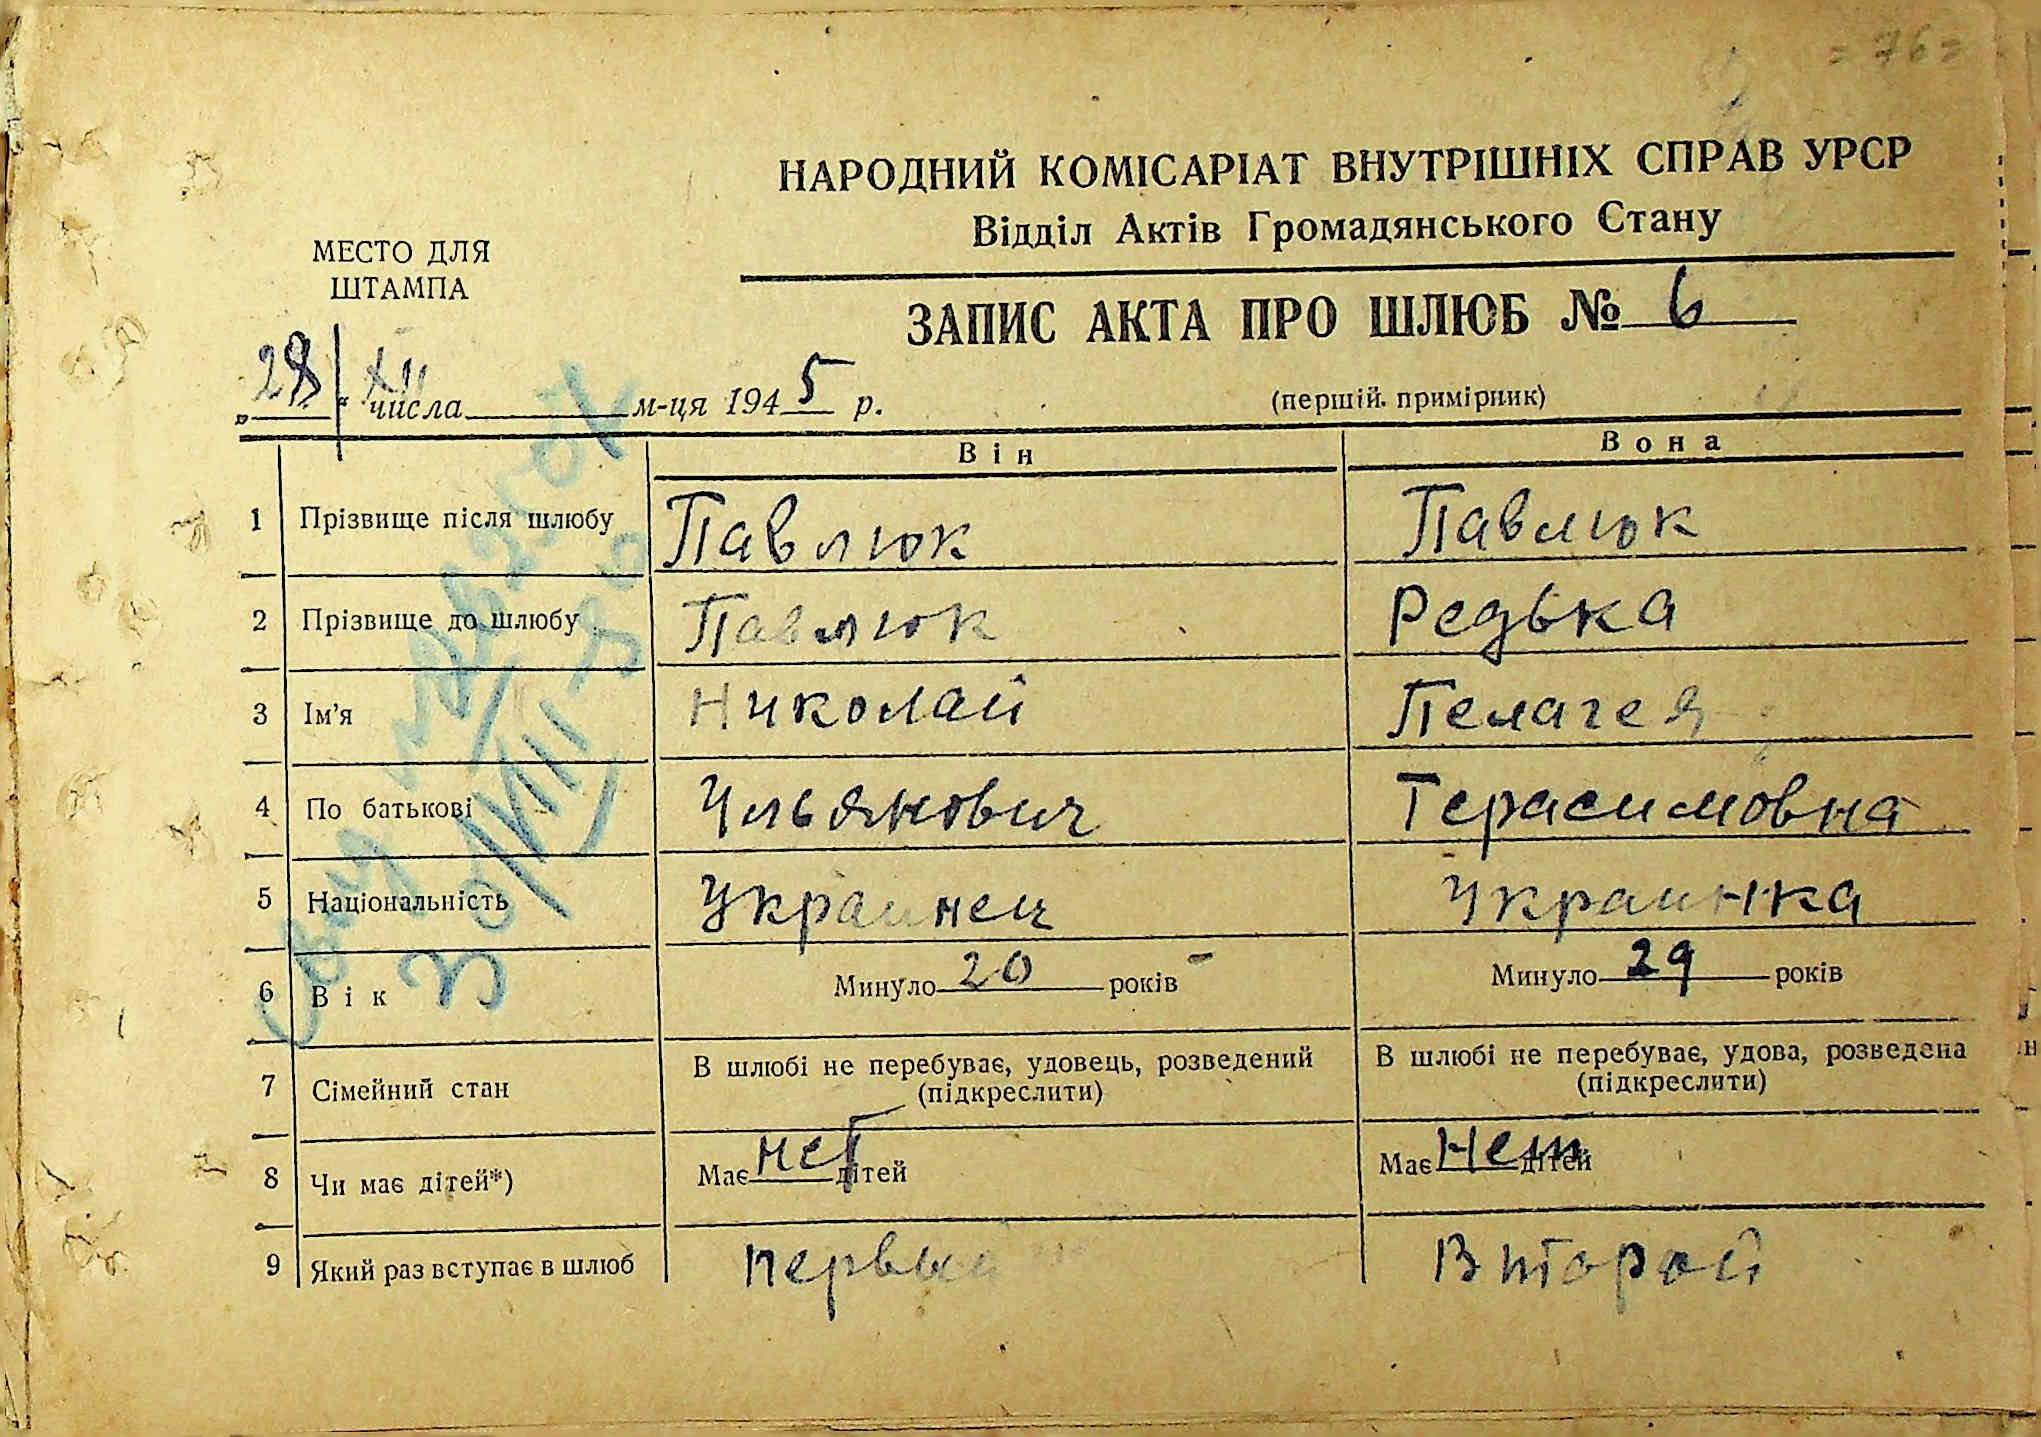 = 76 =
НАРОДНИЙ КОМІСАРІАТ ВНУТРІШНІХ СПРАВ УРСР
Відділ Актів Громадянського Стану
МЕСТО ДЛЯ
ШТАМПА
ЗАПИС АКТА ПРО ШЛЮБ № 6
„28“ XII числа м-ця 1945 р. (першій. примірник)
Він Вона
1 Прізвище після шлюбу Павлюк Павлюк
2 Прізвище до шлюбу Павлюк Редька
3 Ім'я Николай Пелагея
4 По батькові Ульянович Герасимовна
5 Національність Украинец Украинка
6 Вік Минуло 20 років Минуло 29 років
7 Сімейний стан В шлюбі не перебуває, удовець, розведений (підкреслити) В шлюбі не перебуває, удова, розведена (підкреслити)
8 Чи має дітей*) Має нет дітей Має нет дітей
9 Який раз вступає в шлюб первый Второй